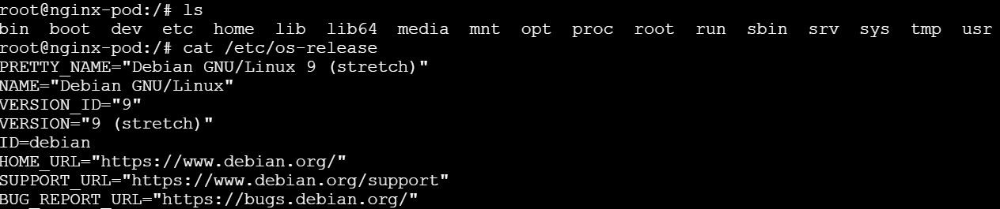 root@nginx-pod:/# ls
bin  boot  dev  etc  home  lib  lib64  media  mnt  opt  proc  root  run  sbin  srv  sys  tmp  usr
root@nginx-pod:/# cat /etc/os-release
PRETTY_NAME="Debian GNU/Linux 9 (stretch)"
NAME="Debian GNU/Linux"
VERSION_ID="9"
VERSION="9 (stretch)"
ID=debian
HOME_URL="https://www.debian.org/"
SUPPORT_URL="https://www.debian.org/support"
BUG_REPORT_URL="https://bugs.debian.org/"